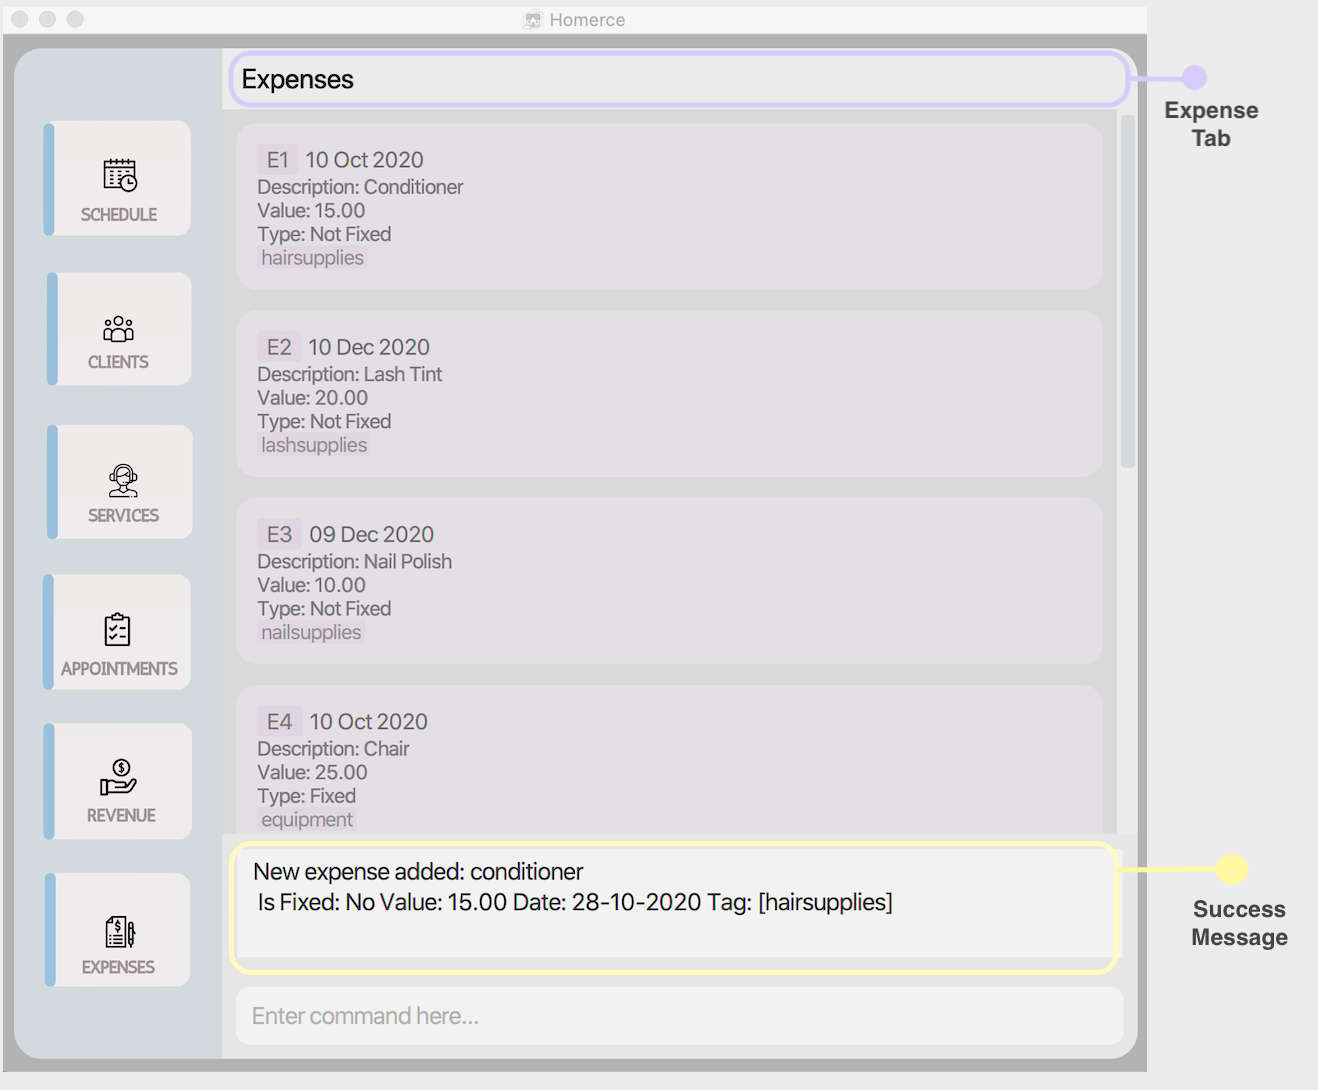 Homerce
Expenses
Expense
Tab
SCHEDULE
CLIENTS
SERVICES
APPOINTMENTS
REVENUE
EXPENSES
E1 10 Oct 2020
Description: Conditioner
Value: 15.00
Type: Not Fixed
hairsupplies
E2 10 Dec 2020
Description: Lash Tint
Value: 20.00
Type: Not Fixed
lashsupplies
E3 09 Dec 2020
Description: Nail Polish
Value: 10.00
Type: Not Fixed
nailsupplies
E4 10 Oct 2020
Description: Chair
Value: 25.00
Type: Fixed
equipment
New expense added: conditioner
Is Fixed: No Value: 15.00 Date: 28-10-2020 Tag: [hairsupplies]
Success
Message
Enter command here...